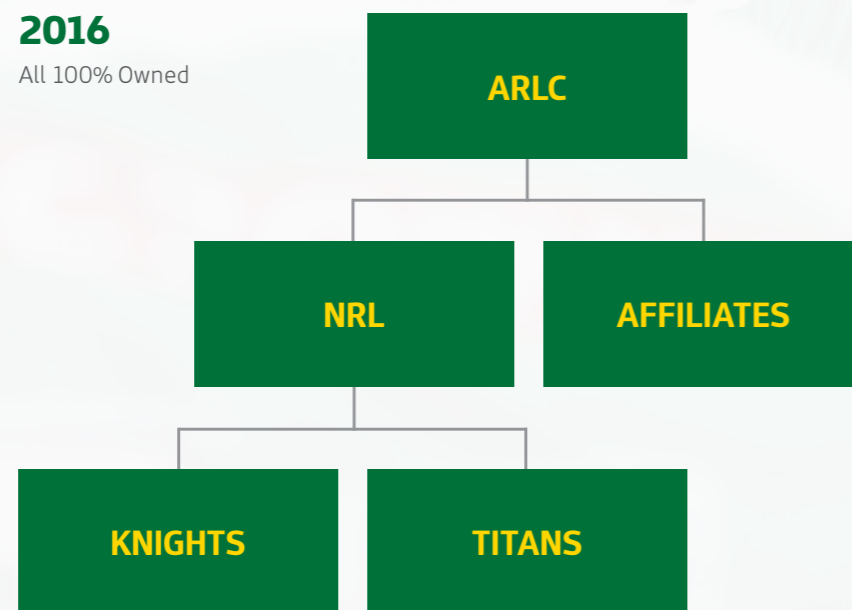 2016
All 100% Owned
ARLC
NRL
AFFILIATES
KNIGHTS
TITANS